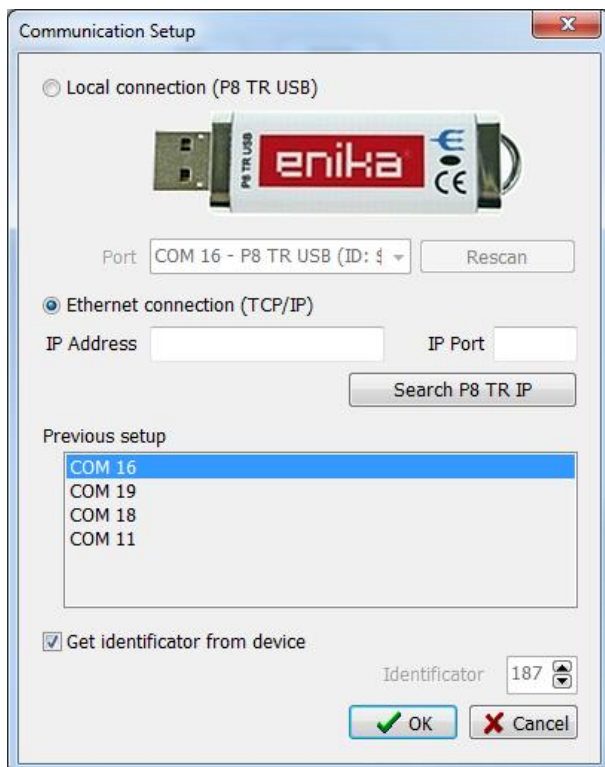 Communication Setup
Local connection (P8 TR USB)
P8 TR USB
enika
CE
Port COM 16 - P8 TR USB (ID: $ Rescan
Ethernet connection (TCP/IP)
IP Address IP Port
Search P8 TR IP
Previous setup
COM 16
COM 19
COM 18
COM 11
Get identificator from device
Identificator 187
OK Cancel